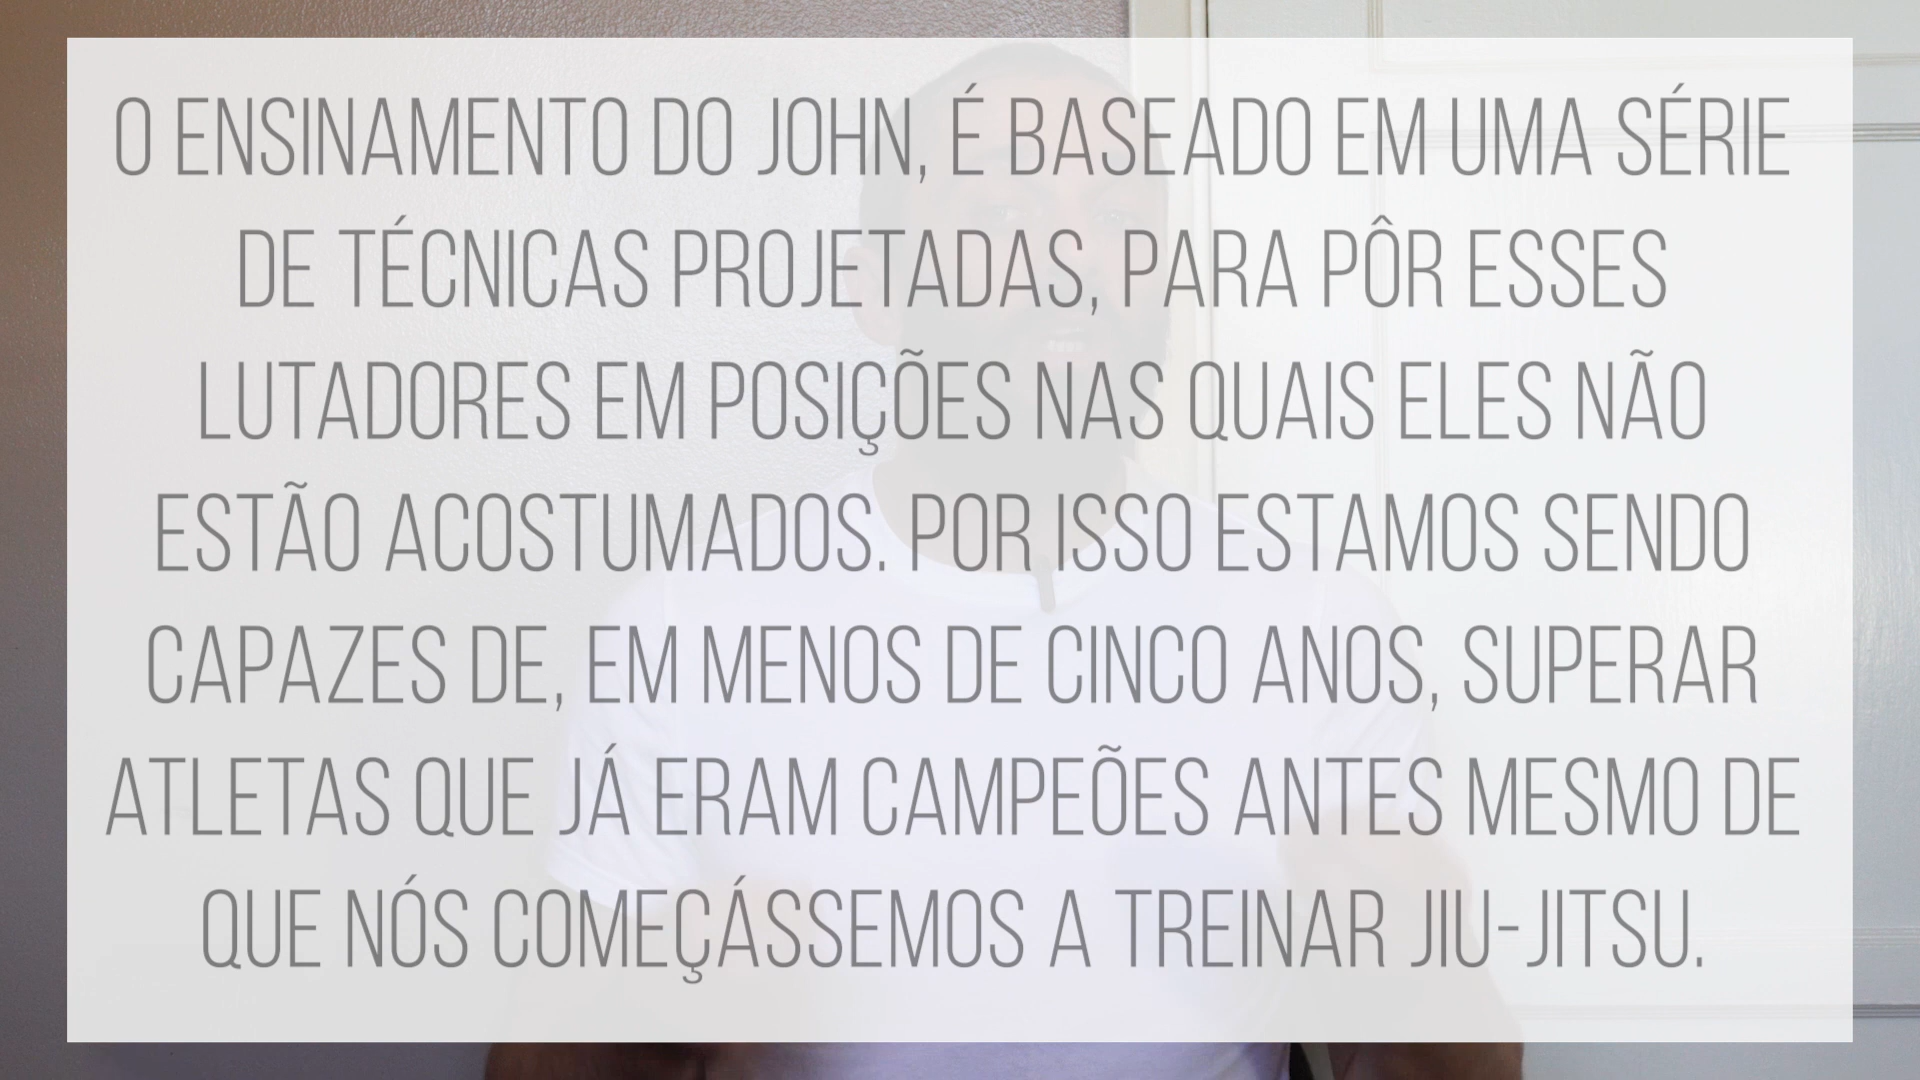 O ENSINAMENTO DO JOHN, É BASEADO EM UMA SÉRIE
DE TÉCNICAS PROJETADAS, PARA PÔR ESSES
LUTADORES EM POSIÇÕES NAS QUAIS ELES NÃO
ESTÃO ACOSTUMADOS. POR ISSO ESTAMOS SENDO
CAPAZES DE, EM MENOS DE CINCO ANOS, SUPERAR
ATLETAS QUE JÁ ERAM CAMPEÕES ANTES MESMO DE
QUE NÓS COMEÇÁSSEMOS A TREINAR JIU-JITSU.